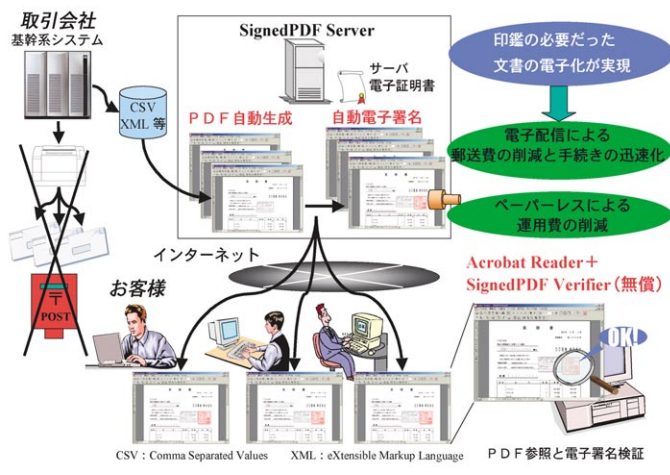 取引会社
基幹系システム
SignedPDF Server
サーバ
電子証明書
CSV
XML 等
PDF自動生成
自動電子署名
印鑑の必要だった
文書の電子化が実現
電子配信による
郵送費の削減と手続きの迅速化
ペーパーレスによる
運用費の削減
インターネット
〒
POST
お客様
Acrobat Reader＋
SignedPDF Verifier（無償）
OK!
CSV：Comma Separated Values
XML：eXtensible Markup Language
PDF参照と電子署名検証